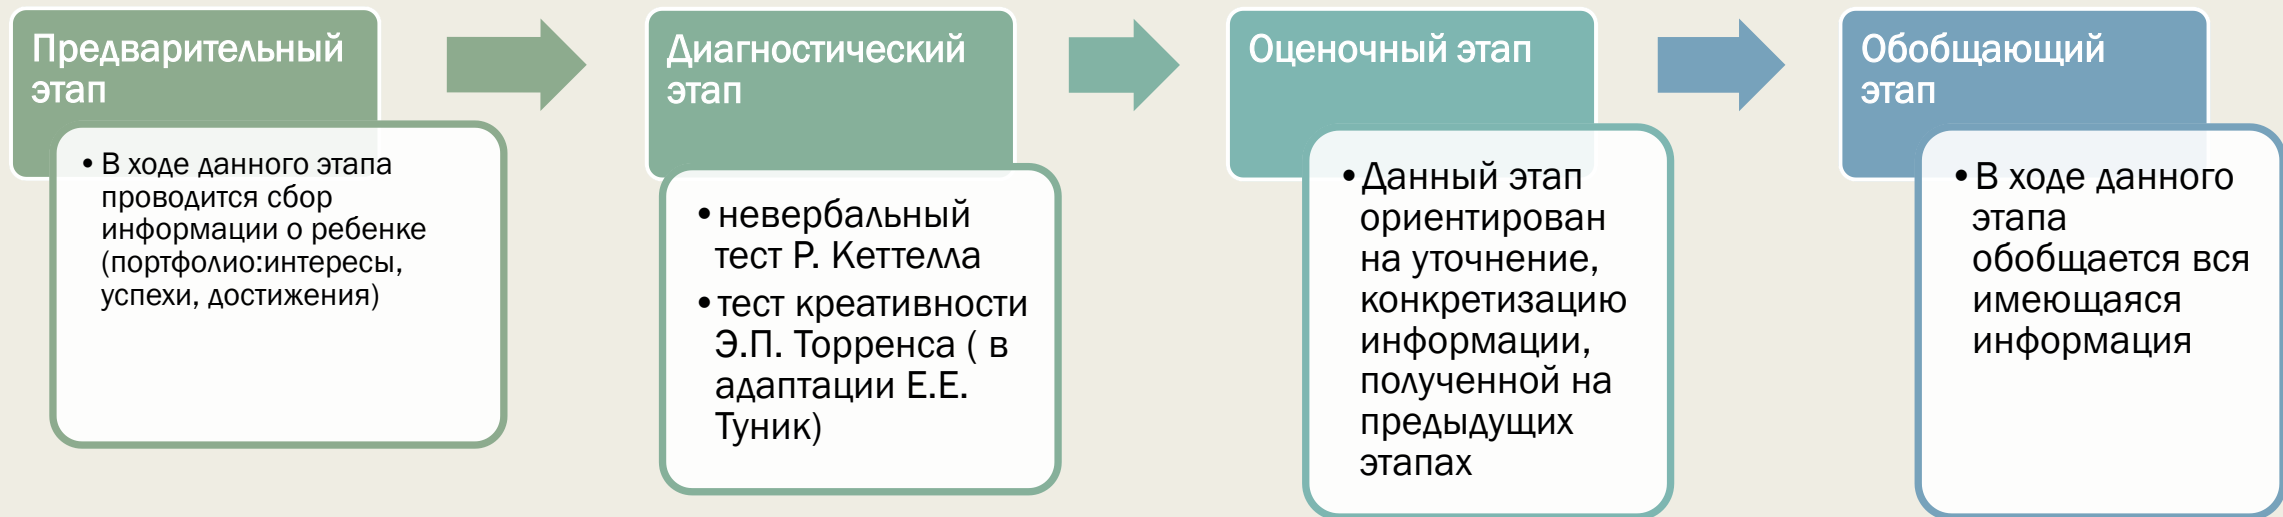 Предварительный
этап
• В ходе данного этапа
проводится сбор
информации о ребенке
(портфолио:интересы,
успехи, достижения)
Диагностический
этап
• невербальный
тест Р. Кеттелла
• тест креативности
Э.П. Торренса ( в
адаптации Е.Е.
Туник)
Оценочный этап
• Данный этап
ориентирован
на уточнение,
конкретизацию
информации,
полученной на
предыдущих
этапах
Обобщающий
этап
• В ходе данного
этапа
обобщается вся
имеющаяся
информация